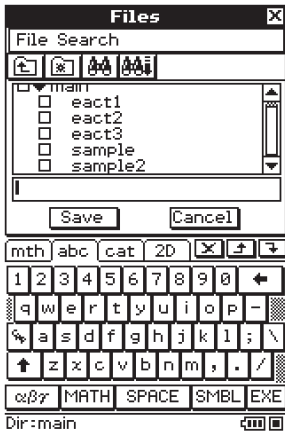 Files
File Search
main
eact1
eact2
eact3
sample
sample2
Save Cancel
mth abc cat 2D
1 2 3 4 5 6 7 8 9 0
q w e r t y u i o p -
a s d f g h j k l ; \
z x c v b n m , . /
αβγ MATH SPACE SMBL EXE
Dir:main